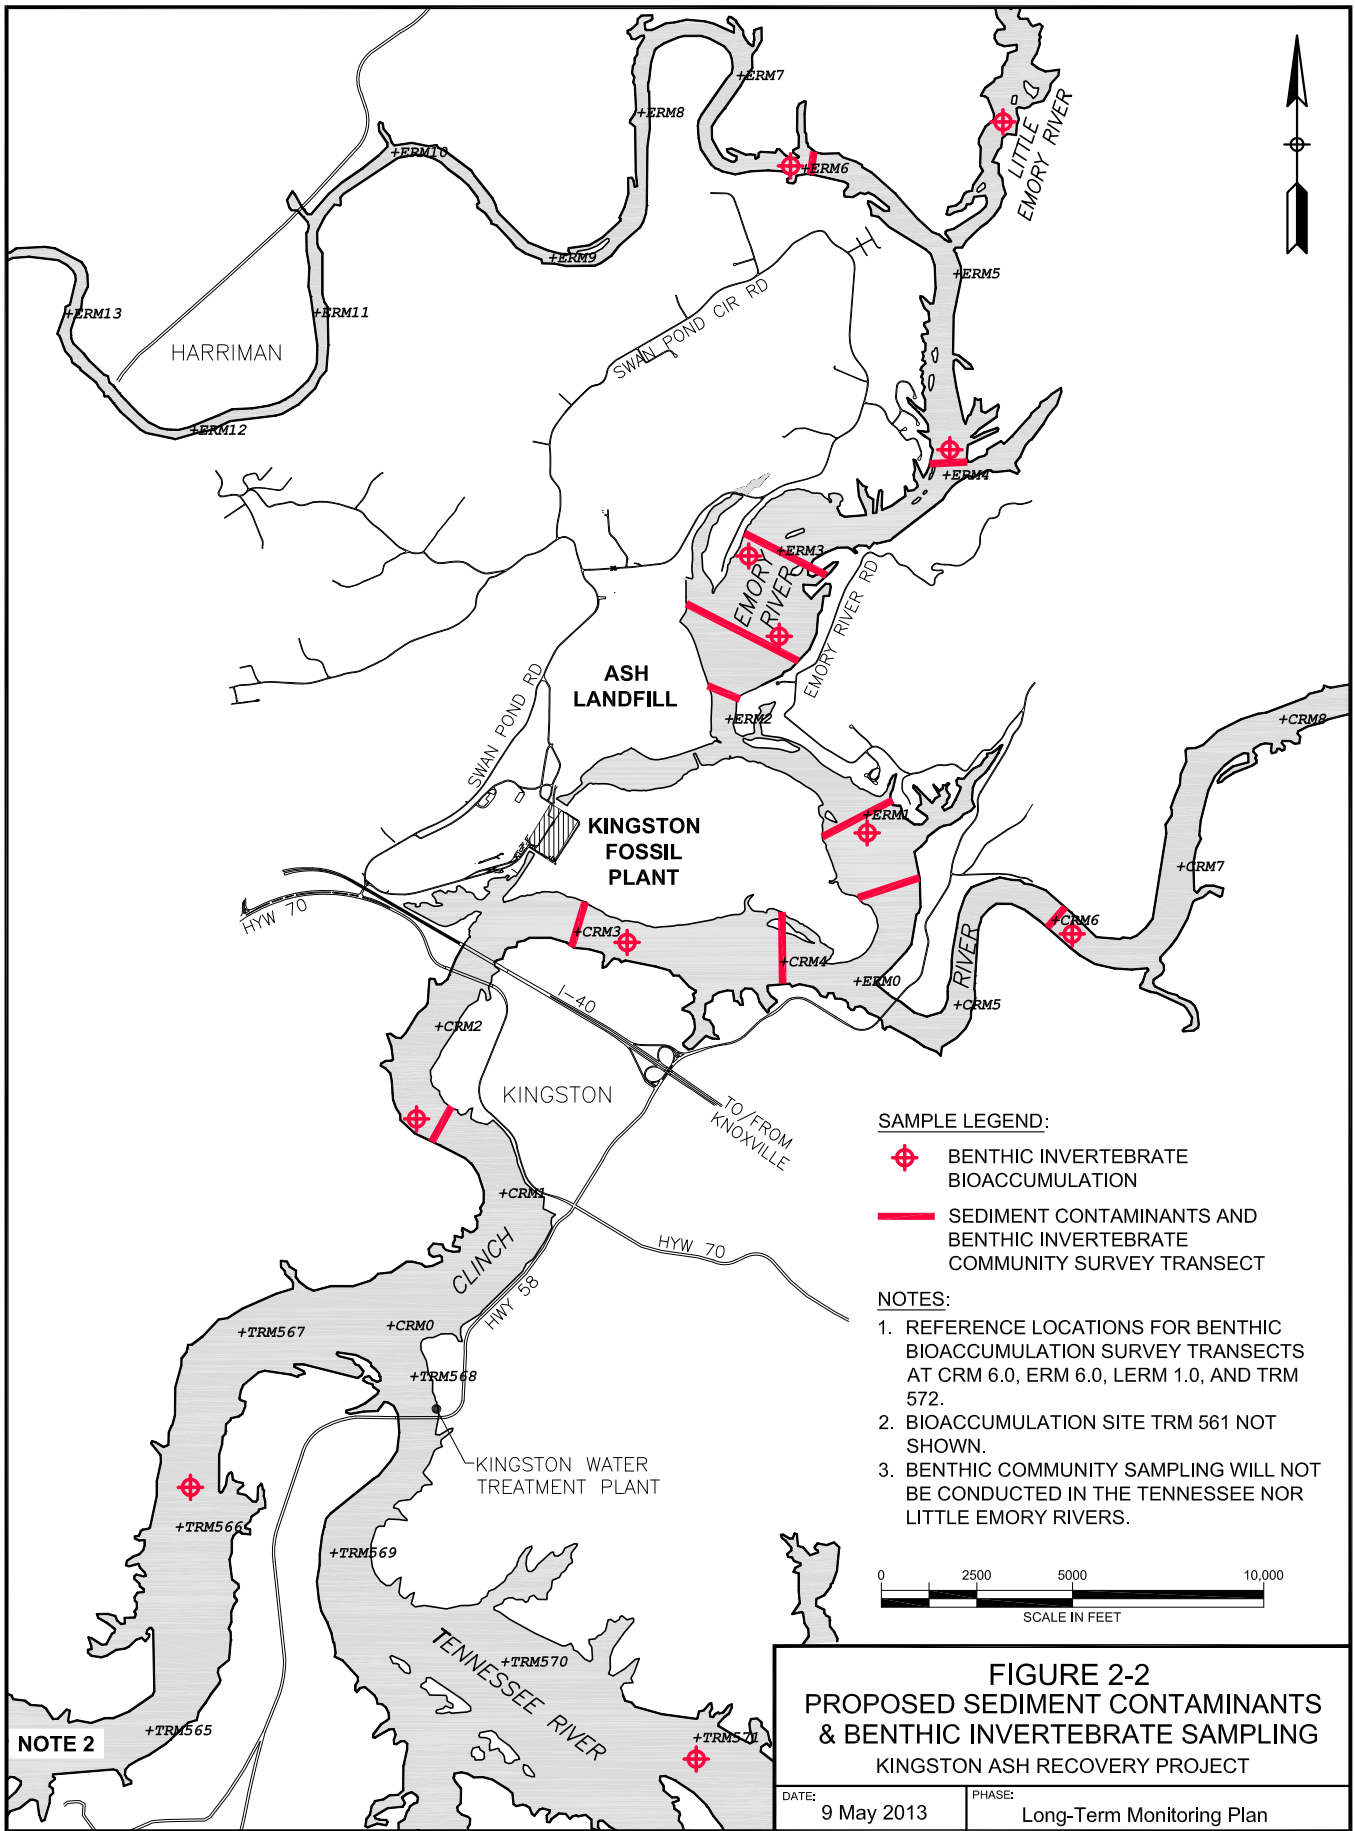 +ERM7
+ERM8
+ERM10
+ERM6
LITTLE
EMORY RIVER
+ERM9
+ERM5
+ERM13
+ERM11
HARRIMAN
SWAN POND CIR RD
+ERM12
+ERM4
+ERM3
EMORY
RIVER
EMORY RIVER RD
ASH
LANDFILL
SWAN POND RD
+ERM2
+CRM8
KINGSTON
FOSSIL
PLANT
+ERM1
+CRM7
HYW 70
+CRM3
+CRM6
+CRM4
RIVER
+ERM0
+CRM5
I-40
+CRM2
KINGSTON
TO/FROM
KNOXVILLE
+CRM1
CLINCH
HYW 70
HWY 58
+CRM0
+TRM567
+TRM568
KINGSTON WATER
TREATMENT PLANT
+TRM566
+TRM569
TENNESSEE RIVER
+TRM570
+TRM565
+TRM571
NOTE 2
SAMPLE LEGEND:
BENTHIC INVERTEBRATE
BIOACCUMULATION
SEDIMENT CONTAMINANTS AND
BENTHIC INVERTEBRATE
COMMUNITY SURVEY TRANSECT
NOTES:
1. REFERENCE LOCATIONS FOR BENTHIC
BIOACCUMULATION SURVEY TRANSECTS
AT CRM 6.0, ERM 6.0, LERM 1.0, AND TRM
572.
2. BIOACCUMULATION SITE TRM 561 NOT
SHOWN.
3. BENTHIC COMMUNITY SAMPLING WILL NOT
BE CONDUCTED IN THE TENNESSEE NOR
LITTLE EMORY RIVERS.
0 2500 5000 10,000
SCALE IN FEET
FIGURE 2-2
PROPOSED SEDIMENT CONTAMINANTS
& BENTHIC INVERTEBRATE SAMPLING
KINGSTON ASH RECOVERY PROJECT
DATE:
9 May 2013
PHASE:
Long-Term Monitoring Plan